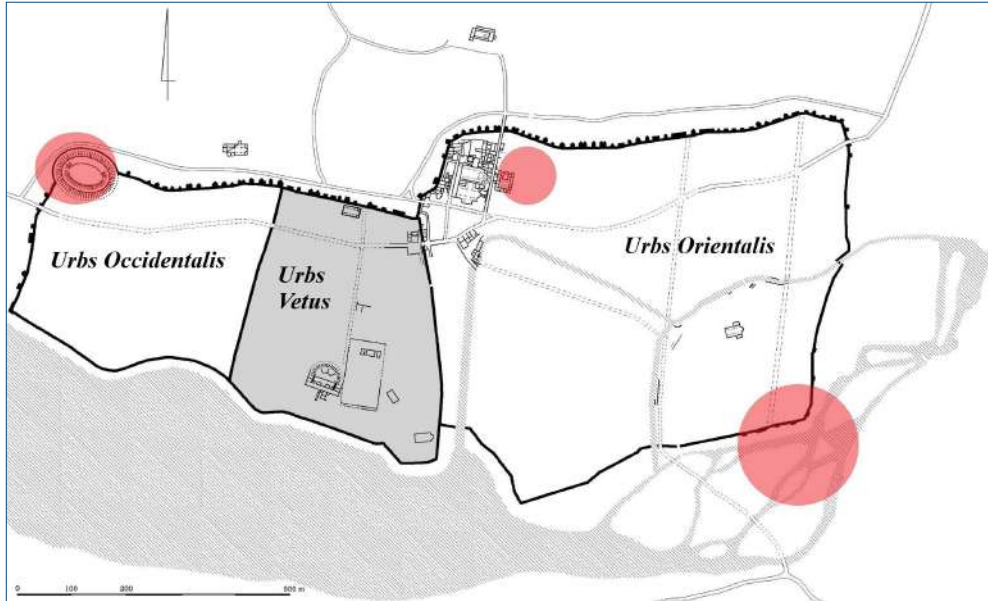 Urbs Occidentalis
Urbs
Vetus
Urbs Orientalis
0 100 200 500 m